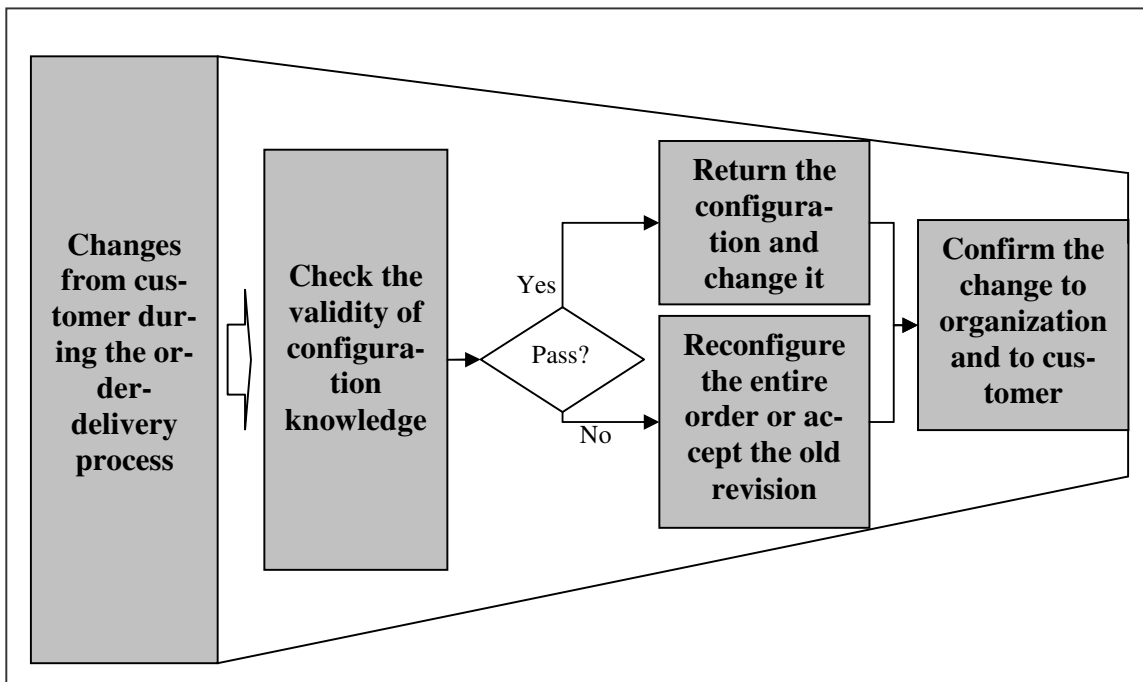 Changes
from cus-
tomer dur-
ing the or-
der-
delivery
process
Check the
validity of
configura-
tion
knowledge
Pass?
Yes
No
Return the
configura-
tion and
change it
Reconfigure
the entire
order or ac-
cept the old
revision
Confirm the
change to
organization
and to cus-
tomer